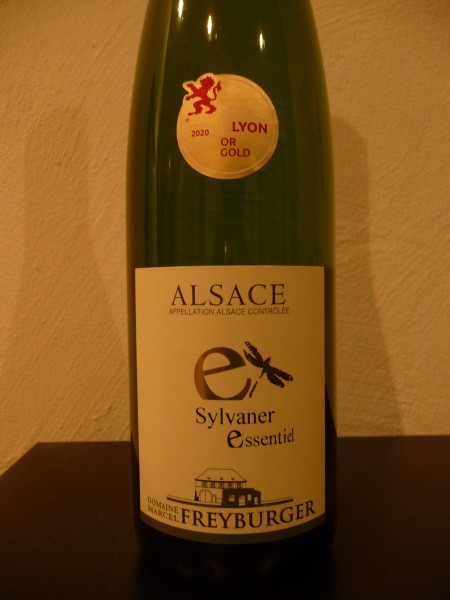 2020 LYON
OR
GOLD
ALSACE
APPELLATION ALSACE CONTRÔLÉE
e
Sylvaner
essentiel
DOMAINE
MARCEL FREYBURGER